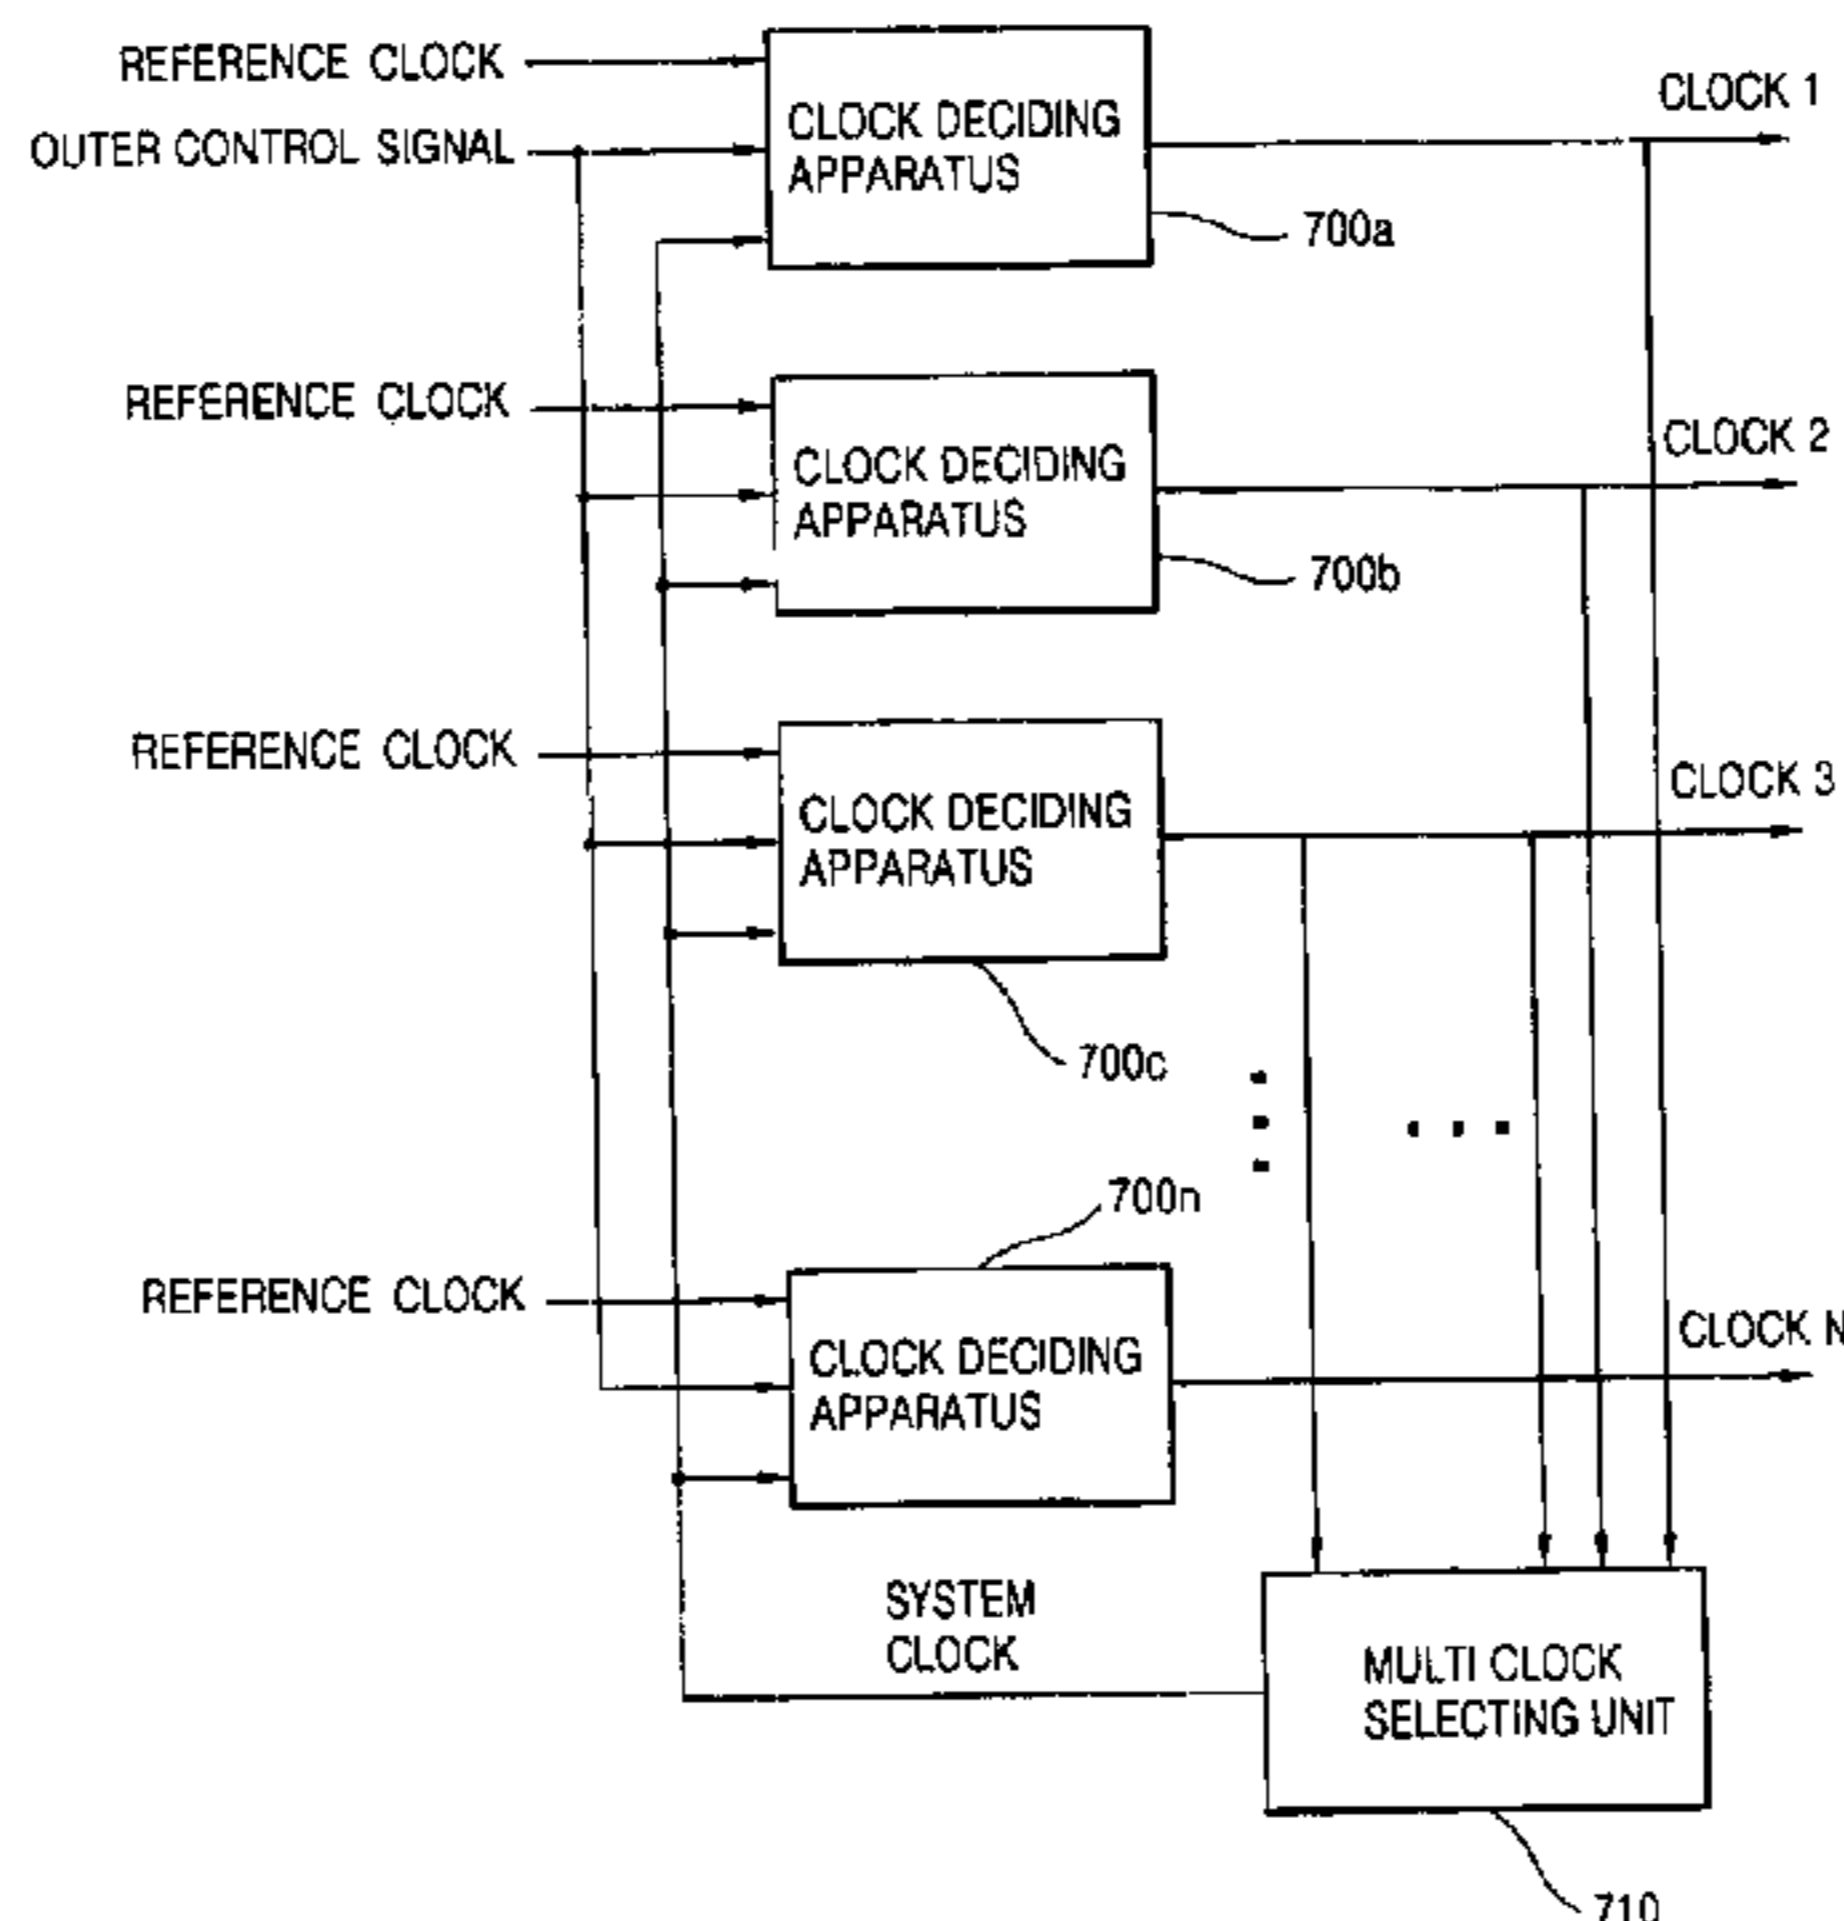 REFERENCE CLOCK
OUTER CONTROL SIGNAL
CLOCK DECIDING
APPARATUS
CLOCK 1
700a
REFERENCE CLOCK
CLOCK DECIDING
APPARATUS
CLOCK 2
700b
REFERENCE CLOCK
CLOCK DECIDING
APPARATUS
CLOCK 3
700c
700n
REFERENCE CLOCK
CLOCK DECIDING
APPARATUS
CLOCK N
SYSTEM
CLOCK
MULTI CLOCK
SELECTING UNIT
710